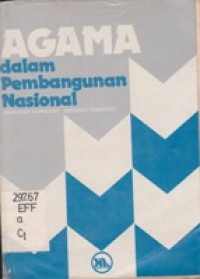 AGAMA
dalam
Pembangunan
Nasional
297.67
EFF
a
C1